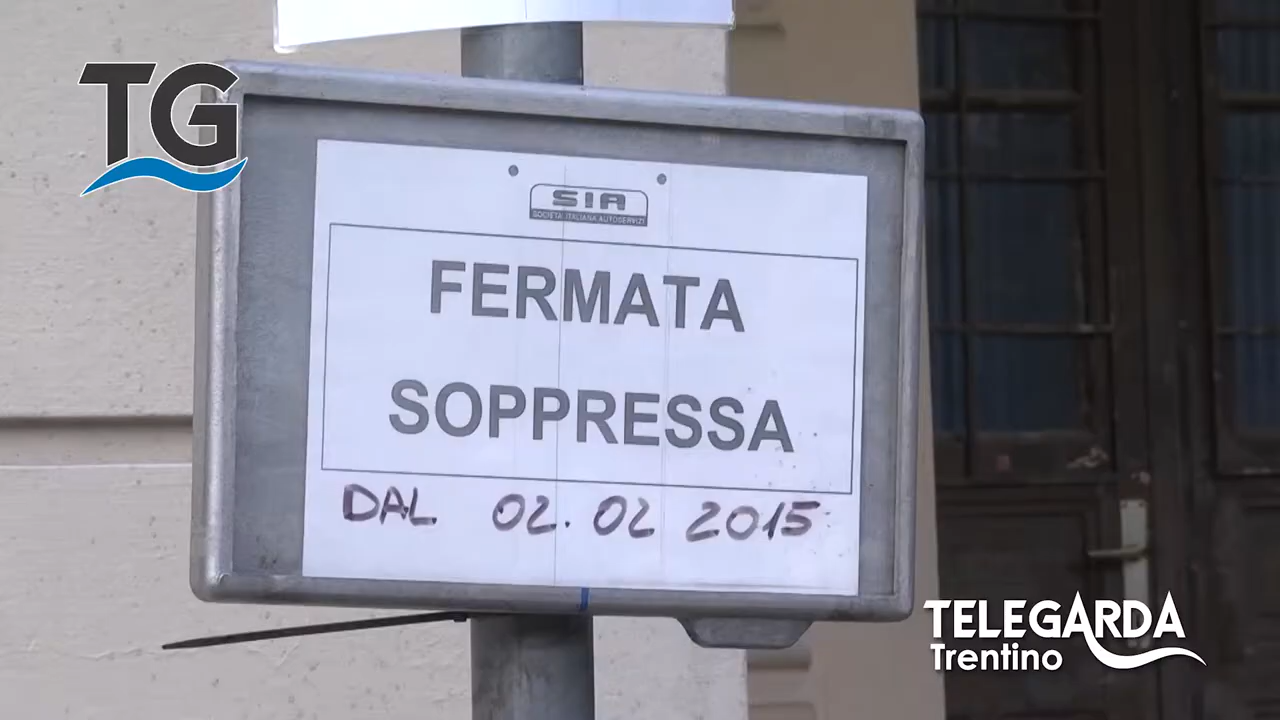 TG
SIA
SOCIETÀ ITALIANA AUTOSERVIZI
FERMATA
SOPPRESSA
DAL 02.02 2015
TELEGARDA
Trentino